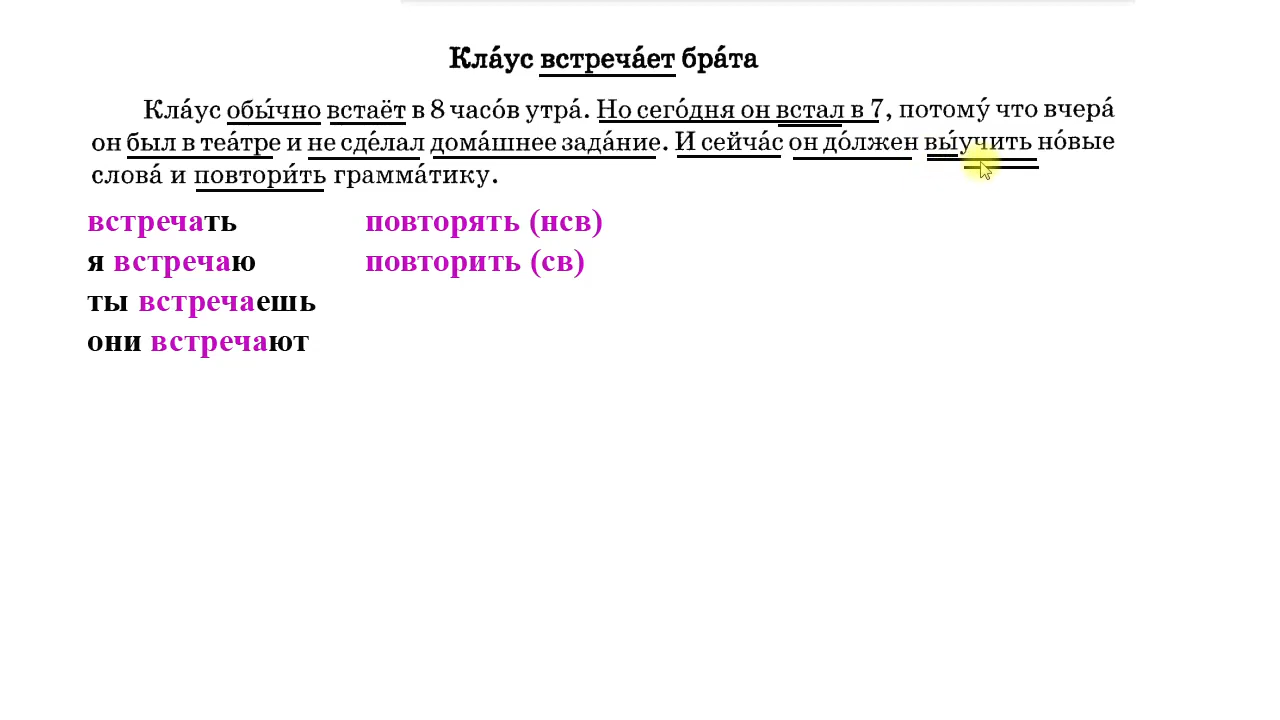 Кла́ус встреча́ет бра́та
Кла́ус обы́чно встаёт в 8 часо́в утра́. Но сего́дня он встал в 7, потому́ что вчера́
он был в теа́тре и не сде́лал дома́шнее зада́ние. И сейча́с он до́лжен вы́учить но́вые
слова́ и повтори́ть грамма́тику.
встречать
я встречаю
ты встречаешь
они встречают
повторять (нсв)
повторить (св)